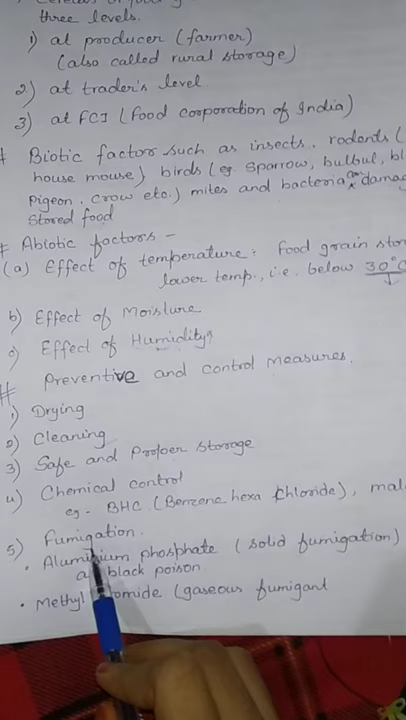 three levels.
1) at producer (farmer)
(also called rural storage)
2) at trader's level
3) at FCI (Food corporation of India)
# Biotic factors such as insects, rodents (
house mouse) birds (eg. Sparrow, bulbul, bl
Pigeon, Crow etc.) mites and bacteria can damag
Stored food
# Abiotic factors -
(a) Effect of temperature: Food grain stor
lower temp., i.e. below 30°C
b) Effect of Moisture
c) Effect of Humidity
# Preventive and control measures.
1) Drying
2) Cleaning
3) Safe and Proper Storage
4) Chemical control
eg - BHC (Benzene hexa chloride), mal
5) Fumigation.
• Aluminium phosphate (solid fumigation)
black poison.
• Methyl (gaseous fumigant